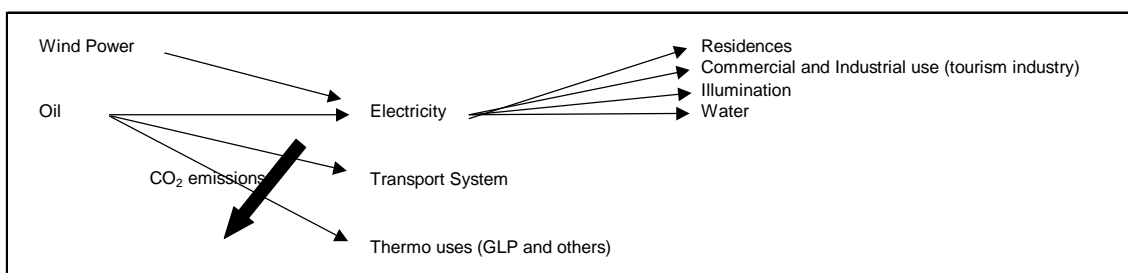 Wind Power
Residences
Commercial and Industrial use (tourism industry)
Illumination
Oil
Electricity
Water
CO₂ emissions
Transport System
Thermo uses (GLP and others)